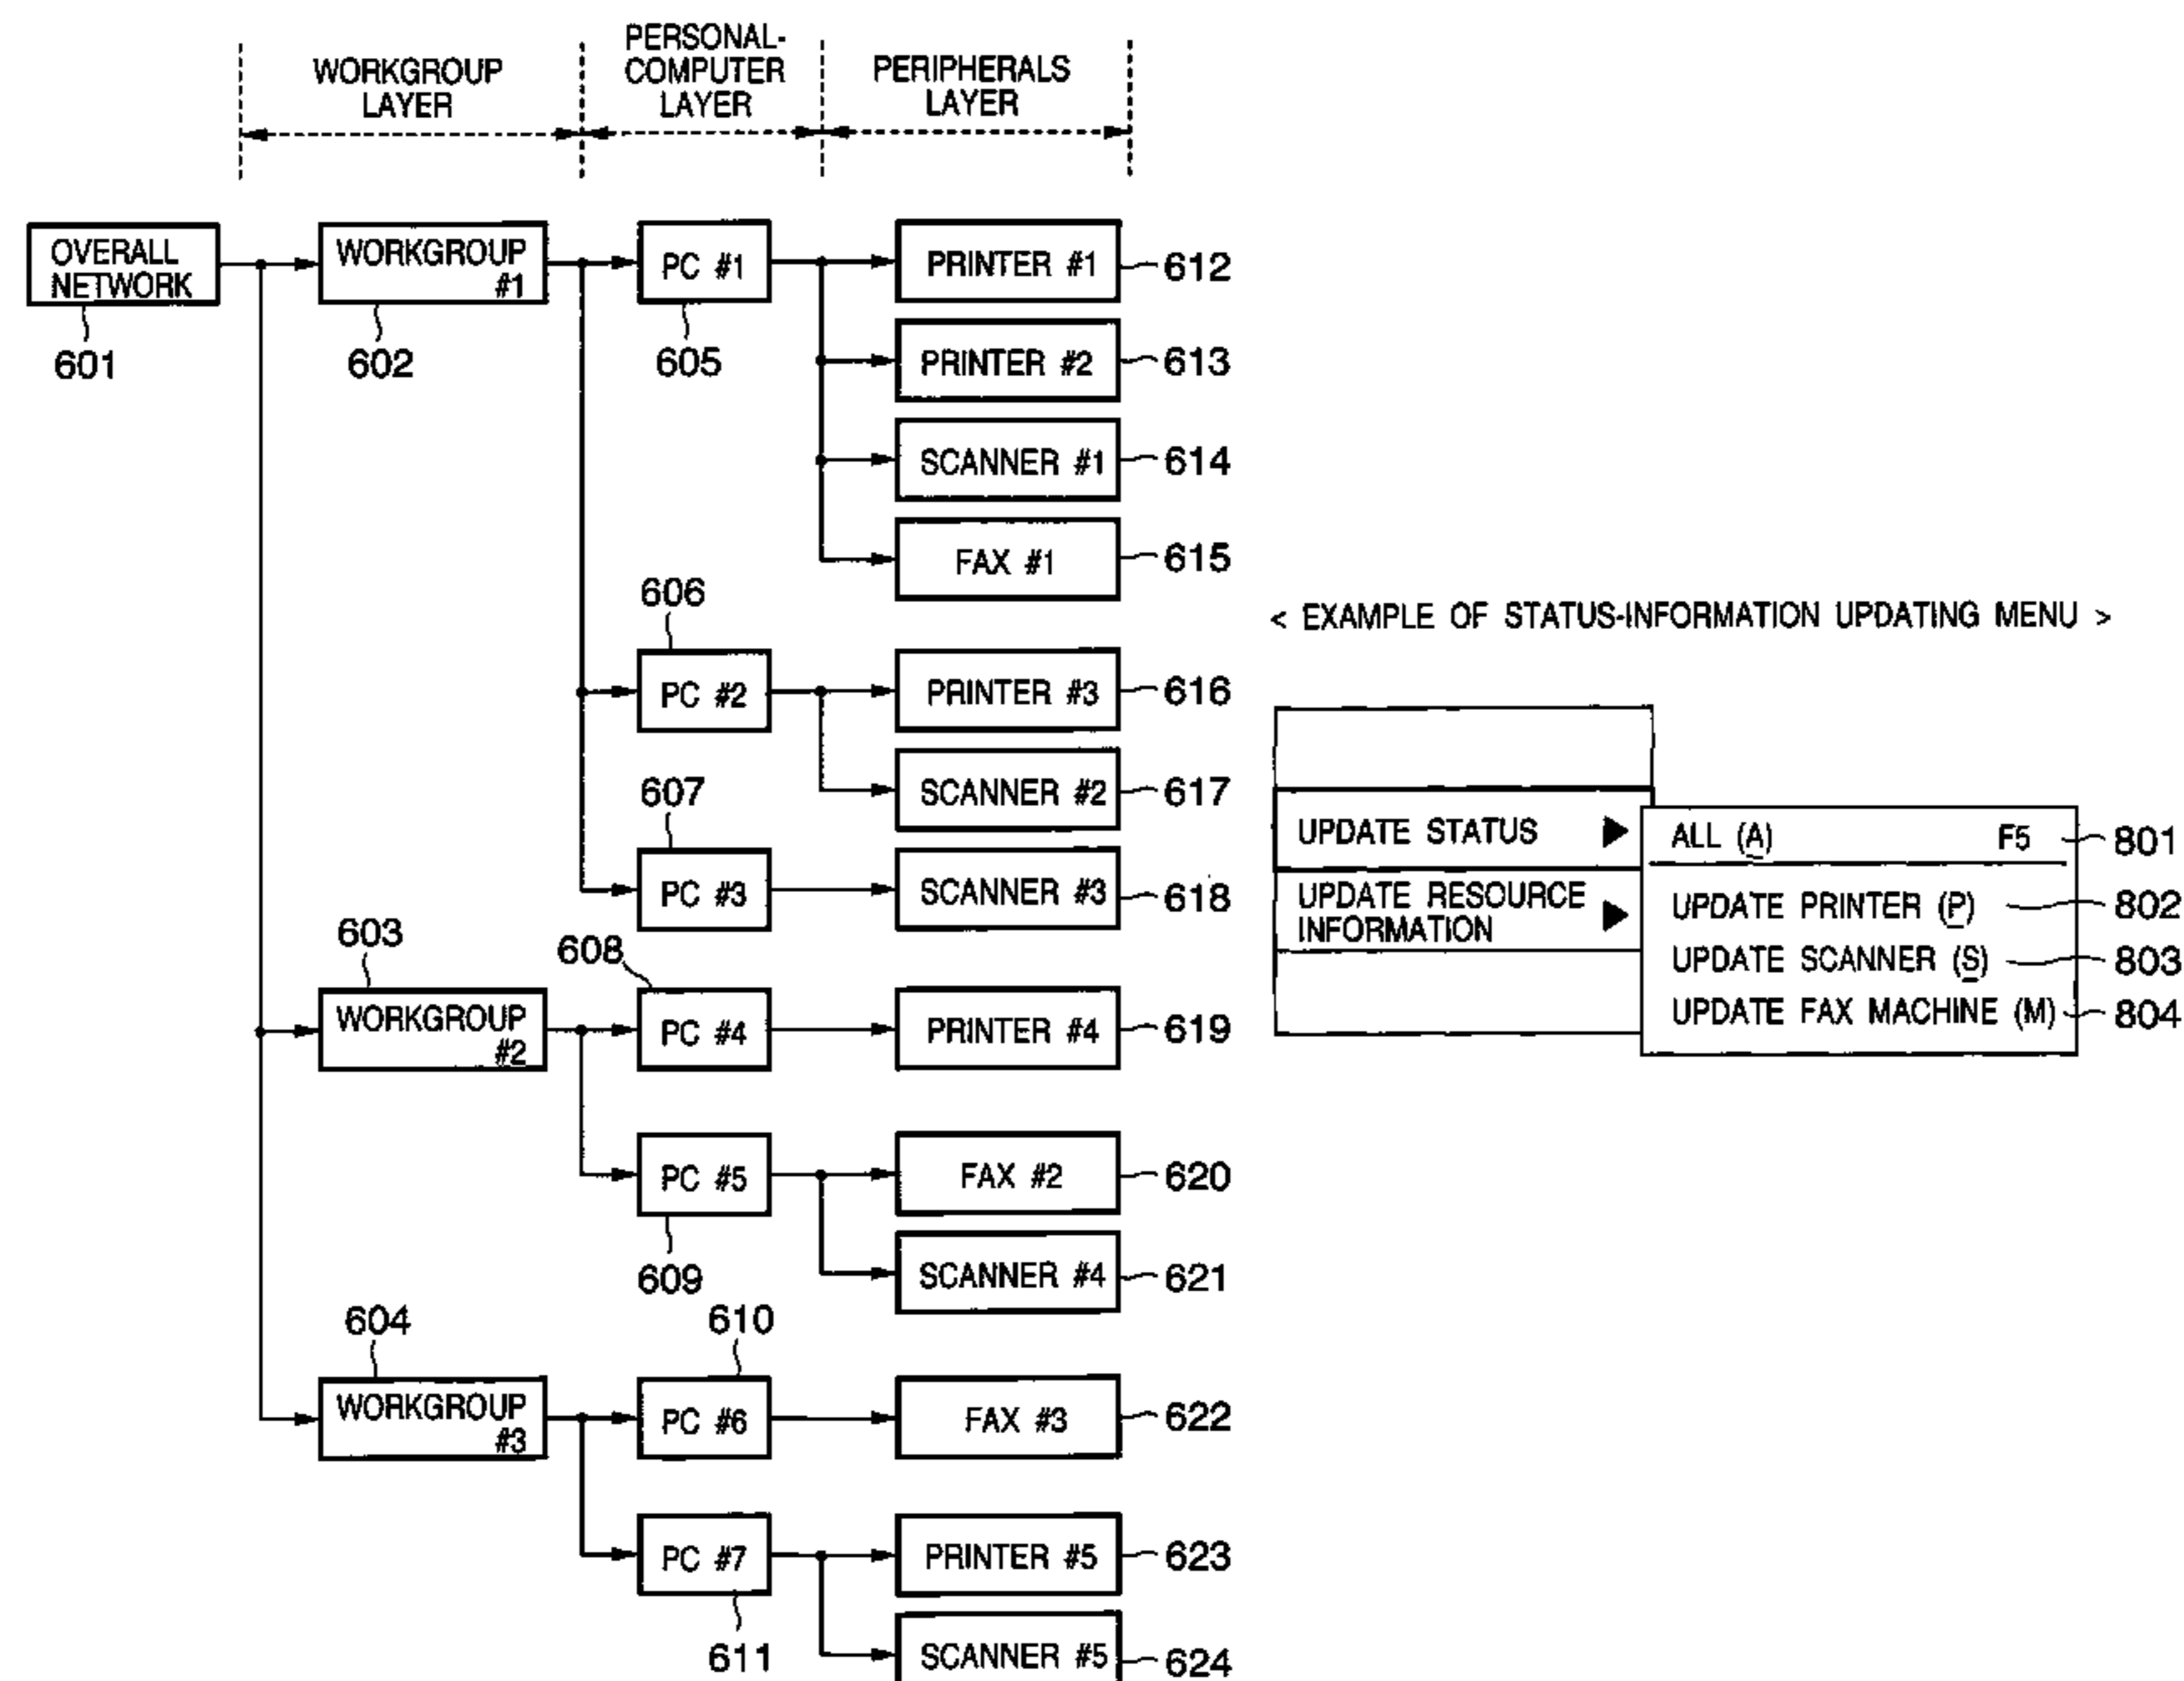 WORKGROUP
LAYER
PERSONAL-
COMPUTER
LAYER
PERIPHERALS
LAYER
OVERALL
NETWORK
601
WORKGROUP
#1
602
PC #1
605
PRINTER #1
612
PRINTER #2
613
SCANNER #1
614
FAX #1
615
606
PC #2
PRINTER #3
616
SCANNER #2
617
607
PC #3
SCANNER #3
618
603
WORKGROUP
#2
608
PC #4
PRINTER #4
619
PC #5
609
FAX #2
620
SCANNER #4
621
604
WORKGROUP
#3
610
PC #6
FAX #3
622
PC #7
611
PRINTER #5
623
SCANNER #5
624
< EXAMPLE OF STATUS-INFORMATION UPDATING MENU >
UPDATE STATUS ▶
UPDATE RESOURCE
INFORMATION ▶
ALL (A) F5
801
UPDATE PRINTER (P)
802
UPDATE SCANNER (S)
803
UPDATE FAX MACHINE (M)
804